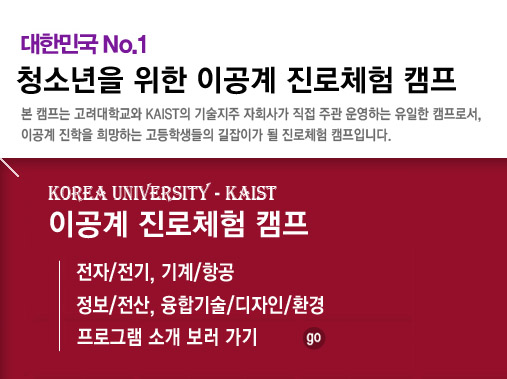 대한민국 No.1
청소년을 위한 이공계 진로체험 캠프
본 캠프는 고려대학교와 KAIST의 기술지주 자회사가 직접 주관 운영하는 유일한 캠프로서,
이공계 진학을 희망하는 고등학생들의 길잡이가 될 진로체험 캠프입니다.
KOREA UNIVERSITY - KAIST
이공계 진로체험 캠프
전자/전기, 기계/항공
정보/전산, 융합기술/디자인/환경
프로그램 소개 보러 가기 go